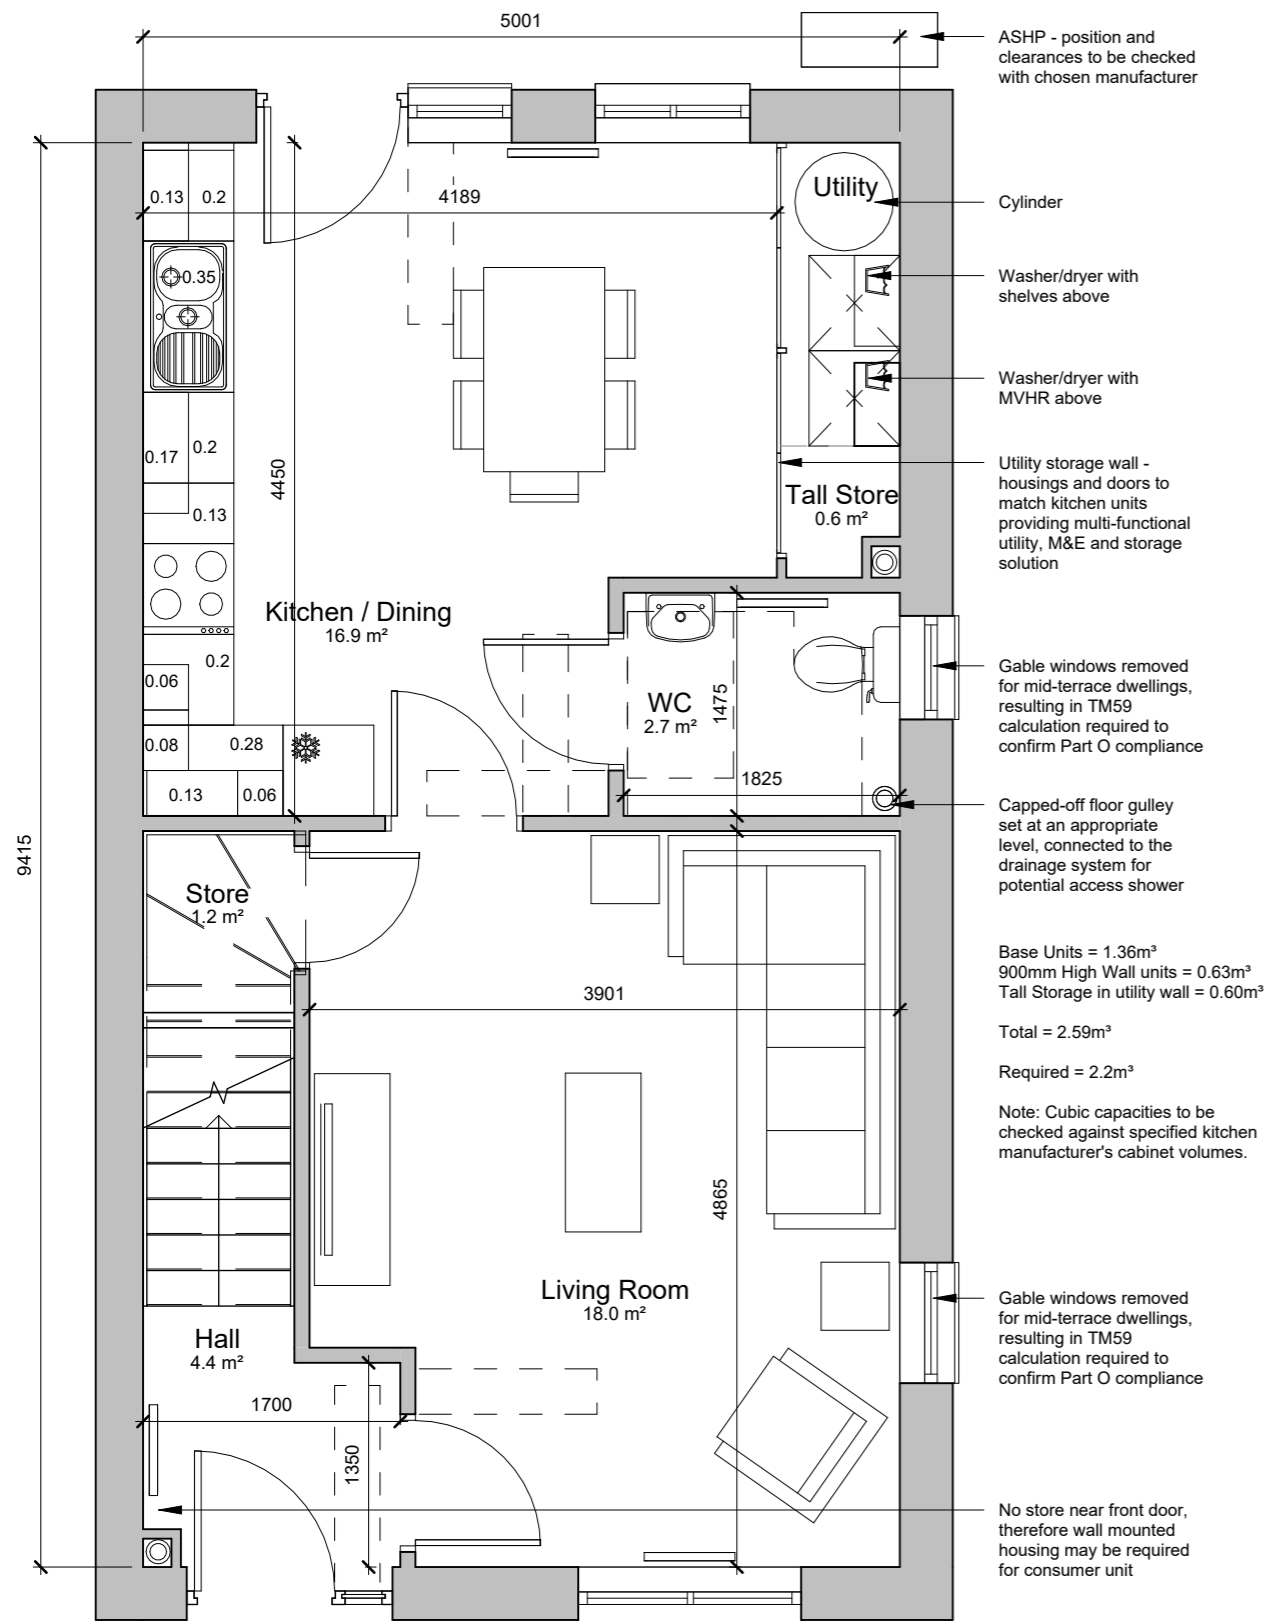 5001
ASHP - position and
clearances to be checked
with chosen manufacturer
0.13
0.2
4189
Utility
Cylinder
0.35
Washer/dryer with
shelves above
Washer/dryer with
MVHR above
0.17
0.2
4450
0.13
Utility storage wall -
housings and doors to
match kitchen units
providing multi-functional
utility, M&E and storage
solution
Tall Store
0.6 m²
Kitchen / Dining
16.9 m²
0.2
0.06
WC
2.7 m²
1475
Gable windows removed
for mid-terrace dwellings,
resulting in TM59
calculation required to
confirm Part O compliance
0.08
0.28
0.13
0.06
1825
Capped-off floor gulley
set at an appropriate
level, connected to the
drainage system for
potential access shower
9415
Store
1.2 m²
Base Units = 1.36m³
900mm High Wall units = 0.63m³
Tall Storage in utility wall = 0.60m³
Total = 2.59m³
Required = 2.2m³
Note: Cubic capacities to be
checked against specified kitchen
manufacturer's cabinet volumes.
3901
4865
Living Room
18.0 m²
Hall
4.4 m²
Gable windows removed
for mid-terrace dwellings,
resulting in TM59
calculation required to
confirm Part O compliance
1700
1350
No store near front door,
therefore wall mounted
housing may be required
for consumer unit